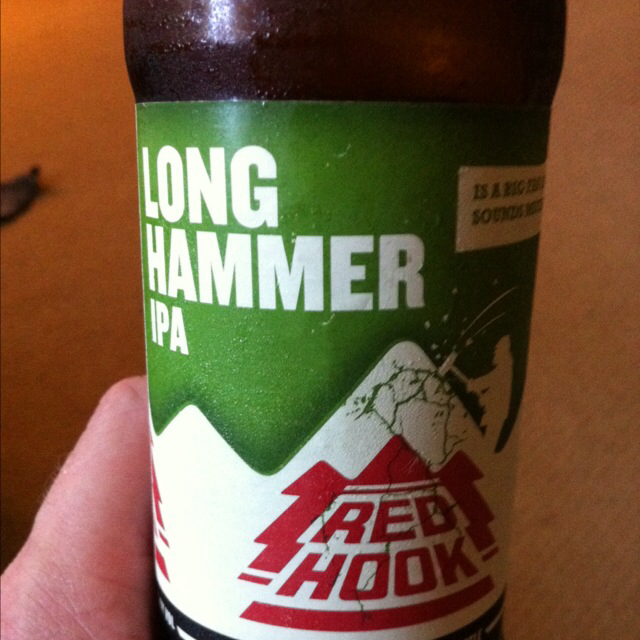 LONG
HAMMER
IPA
IS A BIG
SOUNDS
RED
HOOK